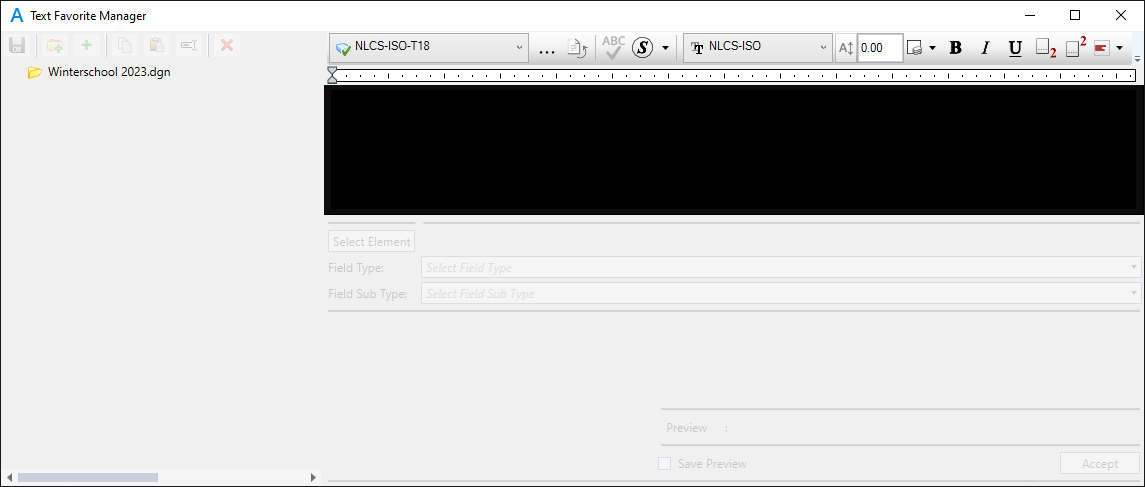 Text Favorite Manager
NLCS-ISO-T18 ... ABC S NLCS-ISO A 0.00 B I U 2 2
Winterschool 2023.dgn
Select Element
Field Type: Select Field Type
Field Sub Type: Select Field Sub Type
Preview :
Save Preview Accept